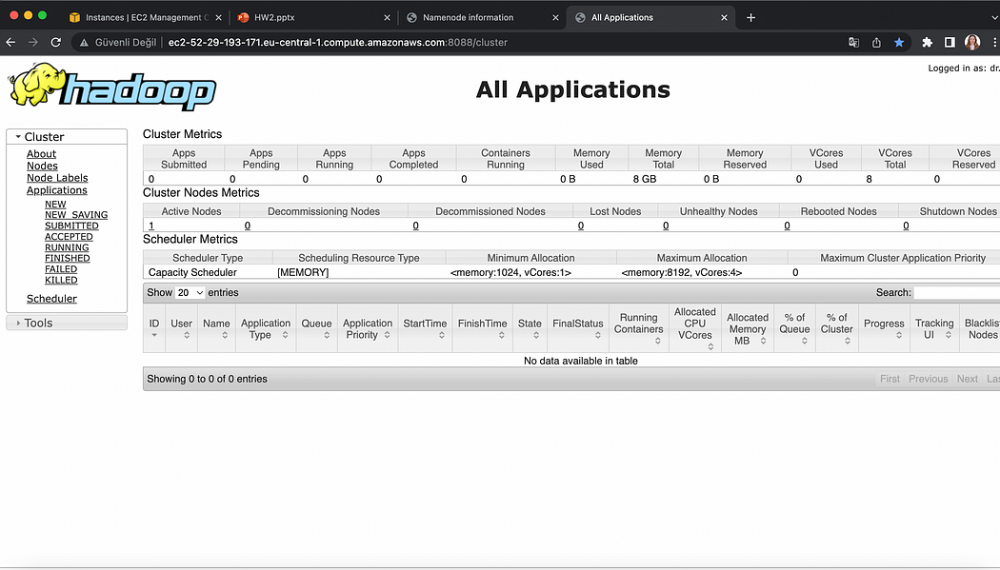 Instances | EC2 Management C
HW2.pptx
Namenode information
All Applications
Güvenli Değil
ec2-52-29-193-171.eu-central-1.compute.amazonaws.com:8088/cluster
hadoop
All Applications
Logged in as: dr.
Cluster
About
Nodes
Node Labels
Applications
NEW
NEW_SAVING
SUBMITTED
ACCEPTED
RUNNING
FINISHED
FAILED
KILLED
Scheduler
Tools
Cluster Metrics
Apps Submitted Apps Pending Apps Running Apps Completed Containers Running Memory Used Memory Total Memory Reserved VCores Used VCores Total VCores Reserved
0 0 0 0 0 0 B 8 GB 0 B 0 8 0
Cluster Nodes Metrics
Active Nodes Decommissioning Nodes Decommissioned Nodes Lost Nodes Unhealthy Nodes Rebooted Nodes Shutdown Nodes
1 0 0 0 0 0 0
Scheduler Metrics
Scheduler Type Scheduling Resource Type Minimum Allocation Maximum Allocation Maximum Cluster Application Priority
Capacity Scheduler [MEMORY] <memory:1024, vCores:1> <memory:8192, vCores:4> 0
Show 20 entries Search:
ID User Name Application Type Queue Application Priority StartTime FinishTime State FinalStatus Running Containers Allocated CPU VCores Allocated Memory MB % of Queue % of Cluster Progress Tracking UI Blacklis Nodes
No data available in table
Showing 0 to 0 of 0 entries First Previous Next Las